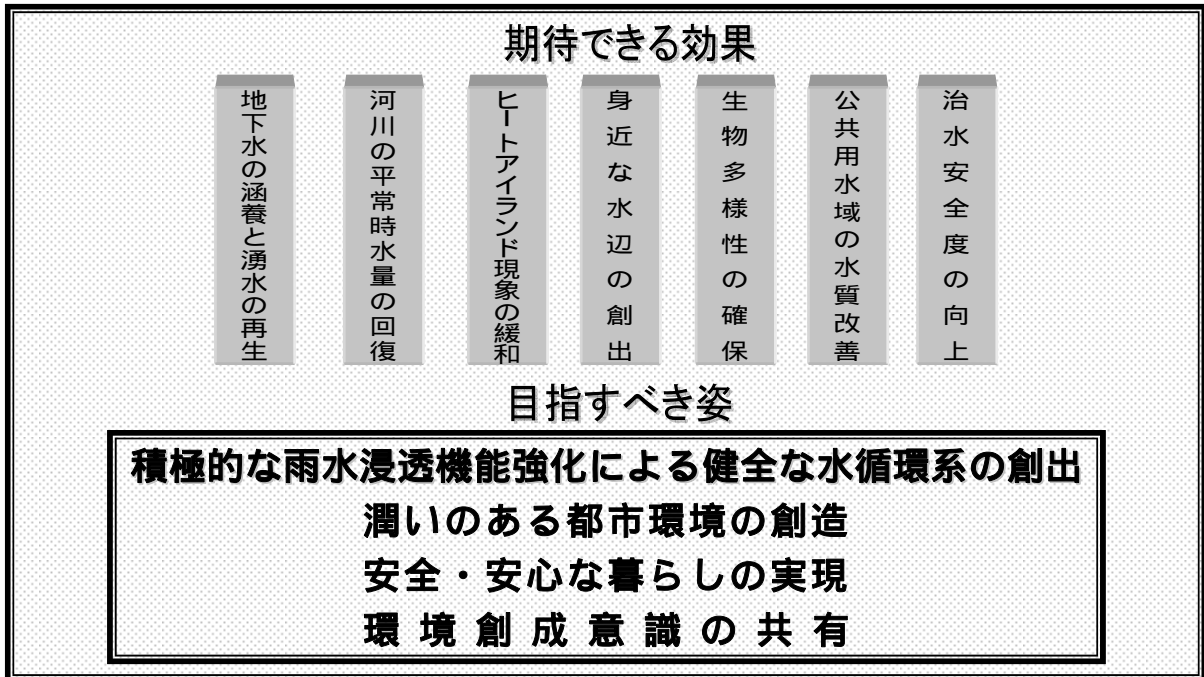 期待できる効果
地下水の涵養と湧水の再生
河川の平常時水量の回復
ヒートアイランド現象の緩和
身近な水辺の創出
生物多様性の確保
公共用水域の水質改善
治水安全度の向上
目指すべき姿
積極的な雨水浸透機能強化による健全な水循環系の創出
潤いのある都市環境の創造
安全・安心な暮らしの実現
環境創成意識の共有